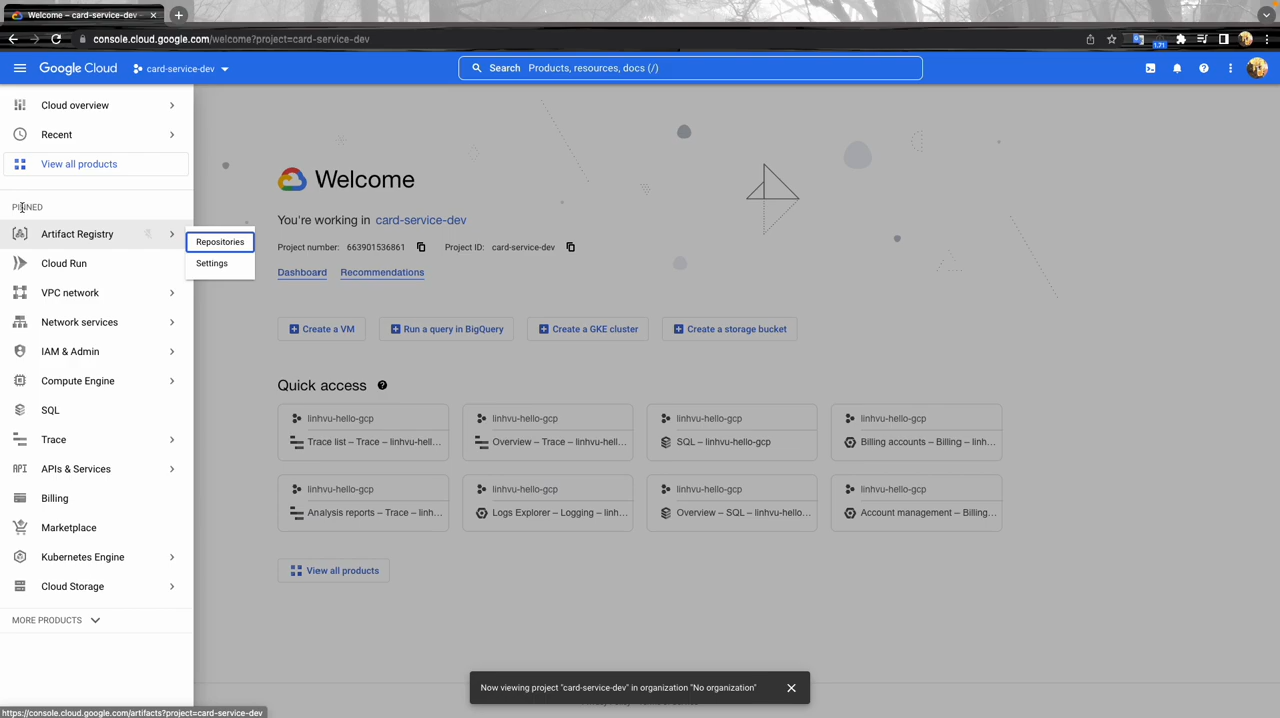 Welcome – card-service-dev –
console.cloud.google.com/welcome?project=card-service-dev
1.71
Google Cloud
card-service-dev
Search Products, resources, docs (/)
Cloud overview
Recent
View all products
PINNED
Artifact Registry
Repositories
Settings
Cloud Run
VPC network
Network services
IAM & Admin
Compute Engine
SQL
Trace
API APIs & Services
Billing
Marketplace
Kubernetes Engine
Cloud Storage
MORE PRODUCTS
Welcome
You're working in card-service-dev
Project number: 663901536861 Project ID: card-service-dev
Dashboard Recommendations
Create a VM Run a query in BigQuery Create a GKE cluster Create a storage bucket
Quick access
linhvu-hello-gcp linhvu-hello-gcp linhvu-hello-gcp linhvu-hello-gcp
Trace list – Trace – linhvu-hell... Overview – Trace – linhvu-hell... SQL – linhvu-hello-gcp Billing accounts – Billing – linh...
linhvu-hello-gcp linhvu-hello-gcp linhvu-hello-gcp linhvu-hello-gcp
Analysis reports – Trace – linh... Logs Explorer – Logging – linh... Overview – SQL – linhvu-hello... Account management – Billing...
View all products
Now viewing project "card-service-dev" in organization "No organization"
https://console.cloud.google.com/artifacts?project=card-service-dev